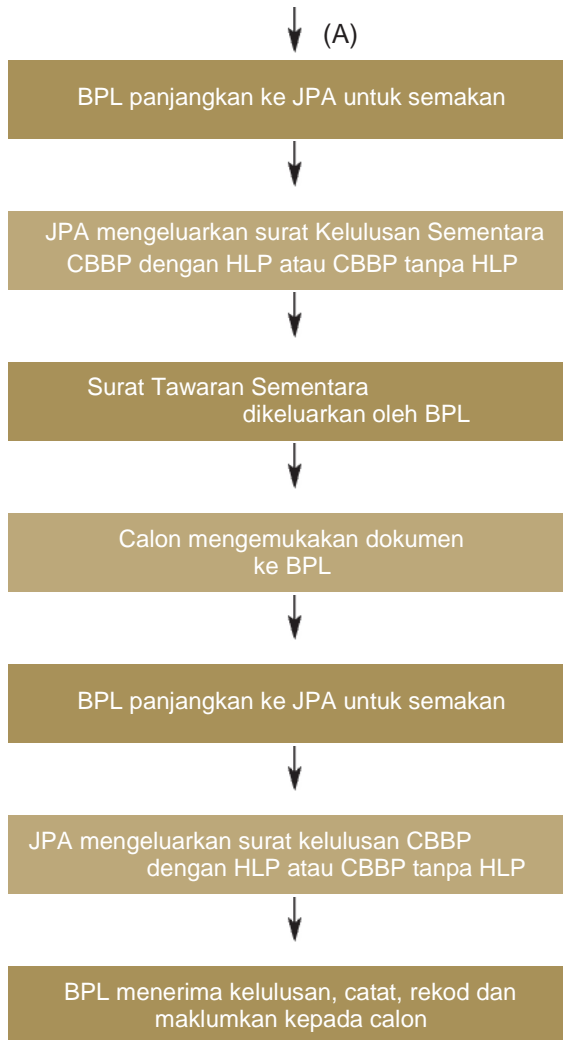 (A)
BPL panjangkan ke JPA untuk semakan
JPA mengeluarkan surat Kelulusan Sementara
CBBP dengan HLP atau CBBP tanpa HLP
Surat Tawaran Sementara
dikeluarkan oleh BPL
Calon mengemukakan dokumen
ke BPL
BPL panjangkan ke JPA untuk semakan
JPA mengeluarkan surat kelulusan CBBP
dengan HLP atau CBBP tanpa HLP
BPL menerima kelulusan, catat, rekod dan
maklumkan kepada calon